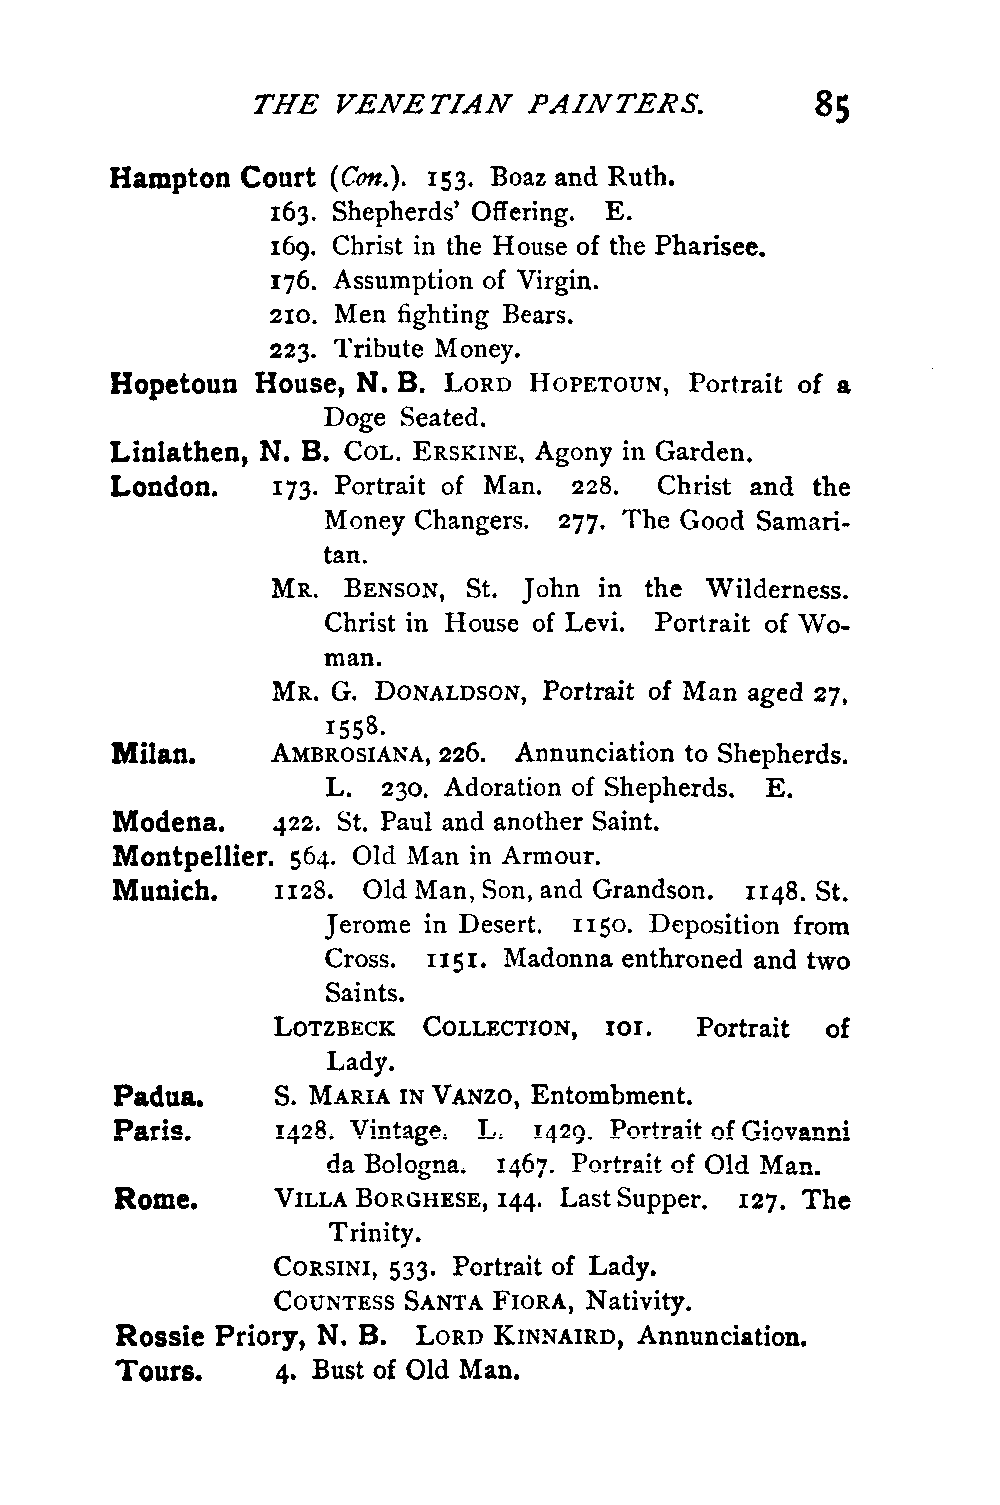 THE VENETIAN PAINTERS. 85
Hampton Court (Con.). 153. Boaz and Ruth.
163. Shepherds' Offering. E.
169. Christ in the House of the Pharisee.
176. Assumption of Virgin.
210. Men fighting Bears.
223. Tribute Money.
Hopetoun House, N. B. LORD HOPETOUN, Portrait of a
Doge Seated.
Linlathen, N. B. COL. ERSKINE, Agony in Garden.
London. 173. Portrait of Man. 228. Christ and the
Money Changers. 277. The Good Samari-
tan.
MR. BENSON, St. John in the Wilderness.
Christ in House of Levi. Portrait of Wo-
man.
MR. G. DONALDSON, Portrait of Man aged 27,
1558.
Milan. AMBROSIANA, 226. Annunciation to Shepherds.
L. 230. Adoration of Shepherds. E.
Modena. 422. St. Paul and another Saint.
Montpellier. 564. Old Man in Armour.
Munich. 1128. Old Man, Son, and Grandson. 1148. St.
Jerome in Desert. 1150. Deposition from
Cross. 1151. Madonna enthroned and two
Saints.
LOTZBECK COLLECTION, 101. Portrait of
Lady.
Padua. S. MARIA IN VANZO, Entombment.
Paris. 1428. Vintage. L. 1429. Portrait of Giovanni
da Bologna. 1467. Portrait of Old Man.
Rome. VILLA BORGHESE, 144. Last Supper. 127. The
Trinity.
CORSINI, 533. Portrait of Lady.
COUNTESS SANTA FIORA, Nativity.
Rossie Priory, N. B. LORD KINNAIRD, Annunciation.
Tours. 4. Bust of Old Man.